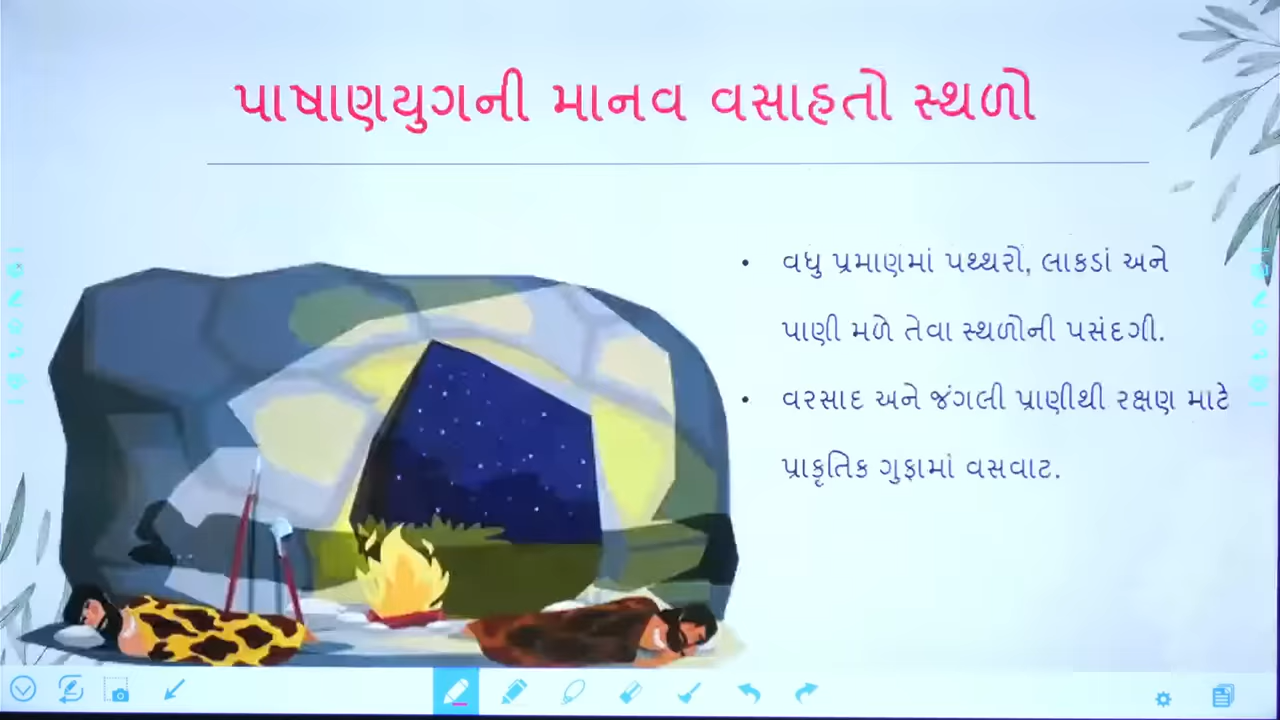 પાષાણયુગની માનવ વસાહતો સ્થળો
• વધુ પ્રમાણમાં પથ્થરો, લાકડાં અને
પાણી મળે તેવા સ્થળોની પસંદગી.
• વરસાદ અને જંગલી પ્રાણીથી રક્ષણ માટે
પ્રાકૃતિક ગુફામાં વસવાટ.